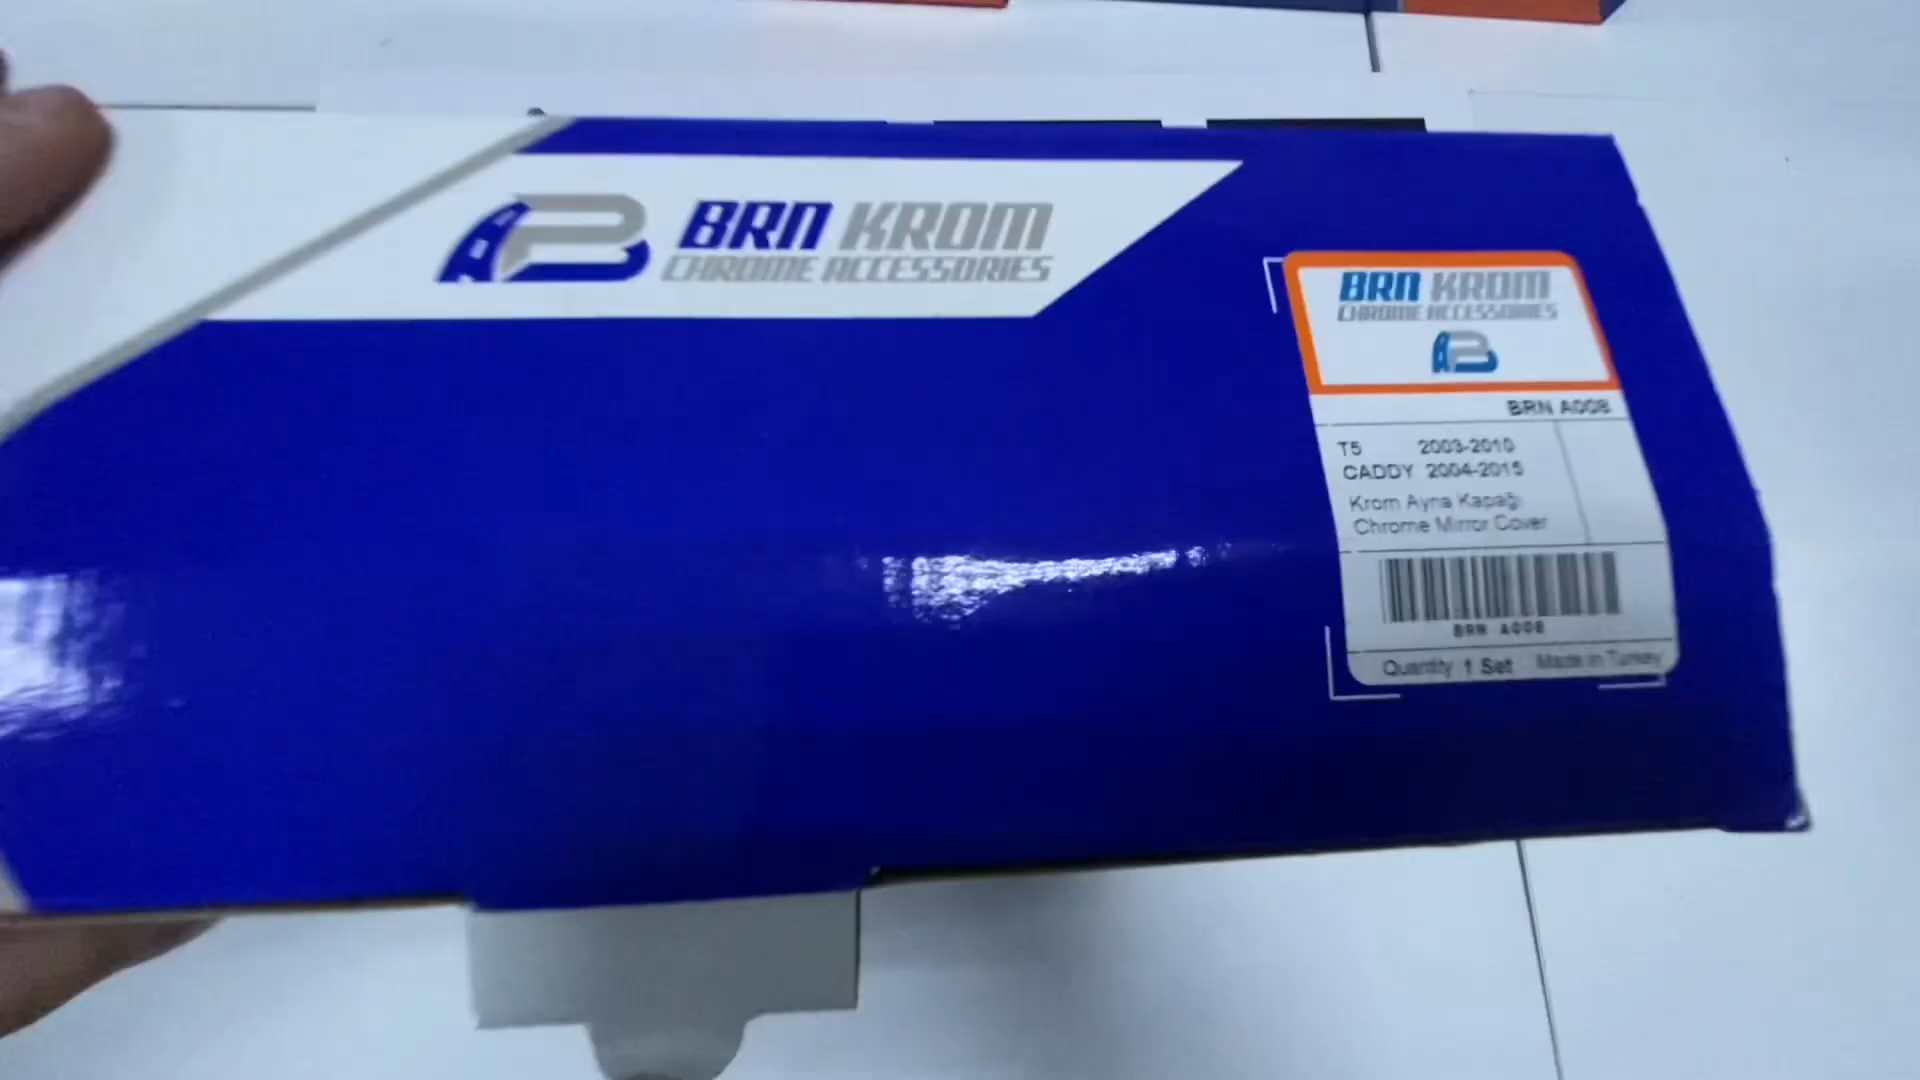 BRN KROM
CHROME ACCESSORIES
BRN KROM
CHROME ACCESSORIES
BRN A008
T5 2003-2010
CADDY 2004-2015
Krom Ayna Kapağı
Chrome Mirror Cover
BRN A008
Quantity 1 Set Made in Turkey